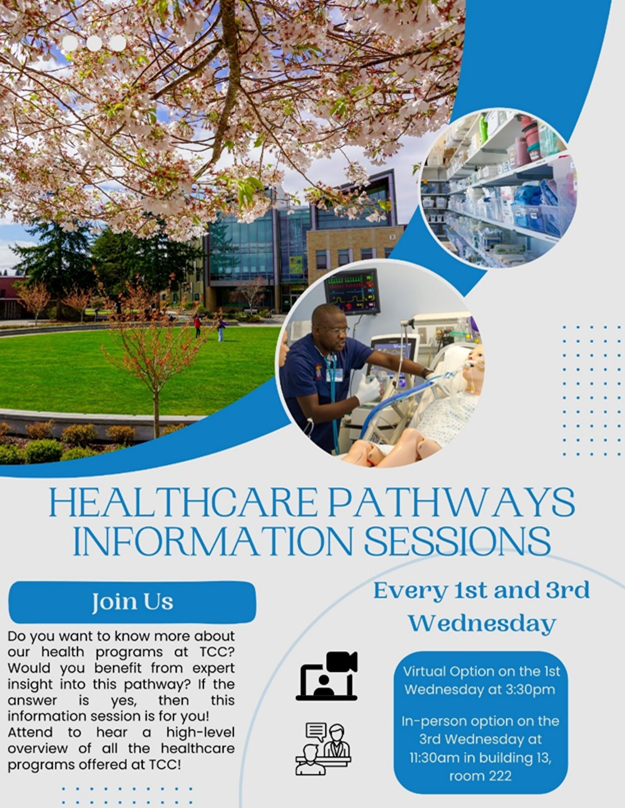 HEALTHCARE PATHWAYS
INFORMATION SESSIONS
Join Us
Do you want to know more about
our health programs at TCC?
Would you benefit from expert
insight into this pathway? If the
answer is yes, then this
information session is for you!
Attend to hear a high-level
overview of all the healthcare
programs offered at TCC!
Every 1st and 3rd
Wednesday
Virtual Option on the 1st
Wednesday at 3:30pm
In-person option on the
3rd Wednesday at
11:30am in building 13,
room 222